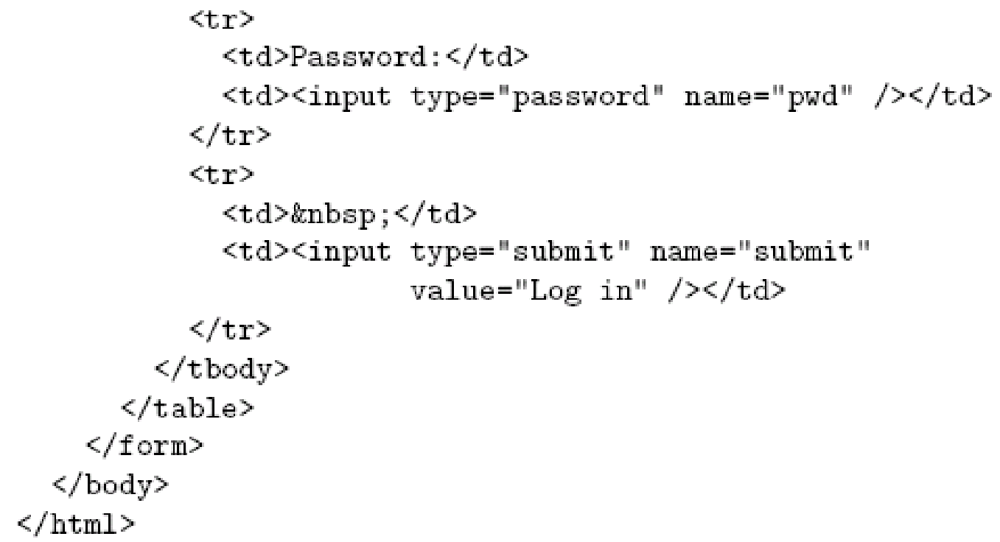 <tr>
<td>Password:</td>
<td><input type="password" name="pwd" /></td>
</tr>
<tr>
<td>&nbsp;</td>
<td><input type="submit" name="submit"
value="Log in" /></td>
</tr>
</tbody>
</table>
</form>
</body>
</html>